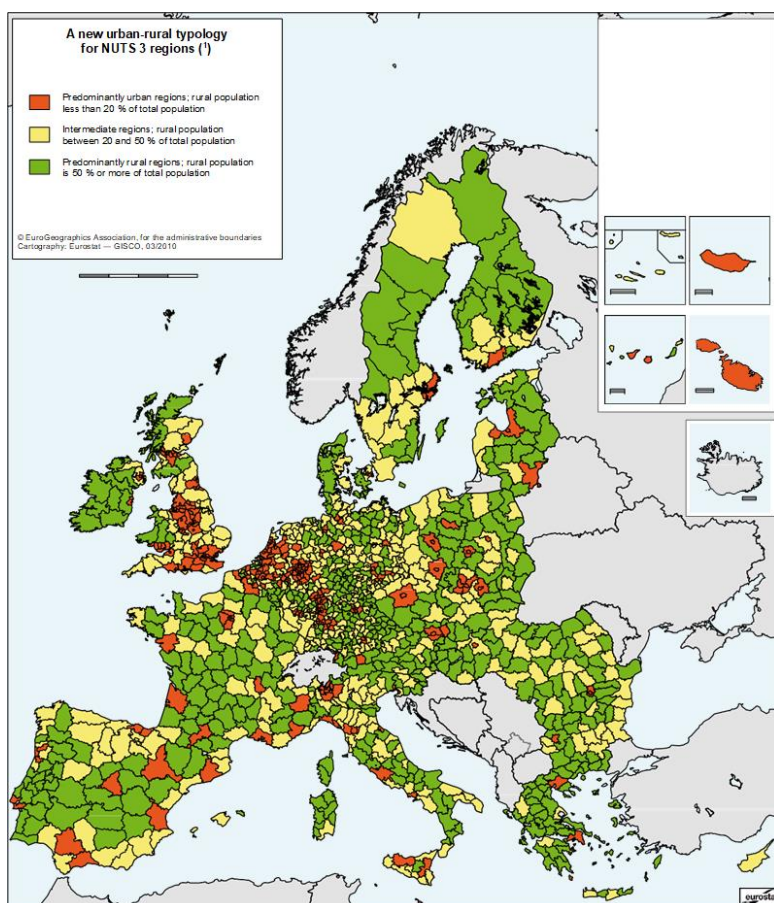 A new urban-rural typology
for NUTS 3 regions (¹)
Predominantly urban regions; rural population
less than 20 % of total population
Intermediate regions; rural population
between 20 and 50 % of total population
Predominantly rural regions; rural population
is 50 % or more of total population
© EuroGeographics Association, for the administrative boundaries
Cartography: Eurostat — GISCO, 03/2010
eurosta